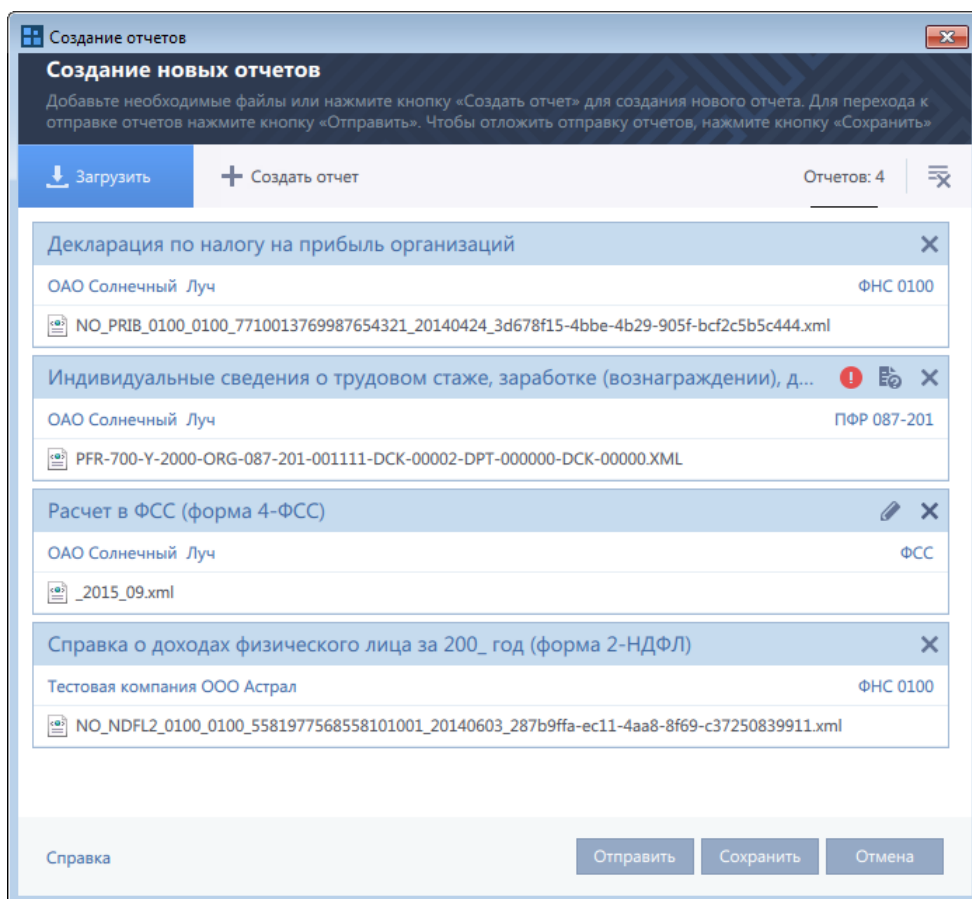 Создание отчетов
Создание новых отчетов
Добавьте необходимые файлы или нажмите кнопку «Создать отчет» для создания нового отчета. Для перехода к
отправке отчетов нажмите кнопку «Отправить». Чтобы отложить отправку отчетов, нажмите кнопку «Сохранить»
Загрузить Создать отчет Отчетов: 4
Декларация по налогу на прибыль организаций
ОАО Солнечный Луч ФНС 0100
NO_PRIB_0100_0100_7710013769987654321_20140424_3d678f15-4bbe-4b29-905f-bcf2c5b5c444.xml
Индивидуальные сведения о трудовом стаже, заработке (вознаграждении), д...
ОАО Солнечный Луч ПФР 087-201
PFR-700-Y-2000-ORG-087-201-001111-DCK-00002-DPT-000000-DCK-00000.XML
Расчет в ФСС (форма 4-ФСС)
ОАО Солнечный Луч ФСС
_2015_09.xml
Справка о доходах физического лица за 200_ год (форма 2-НДФЛ)
Тестовая компания ООО Астрал ФНС 0100
NO_NDFL2_0100_0100_5581977568558101001_20140603_287b9ffa-ec11-4aa8-8f69-c37250839911.xml
Справка Отправить Сохранить Отмена